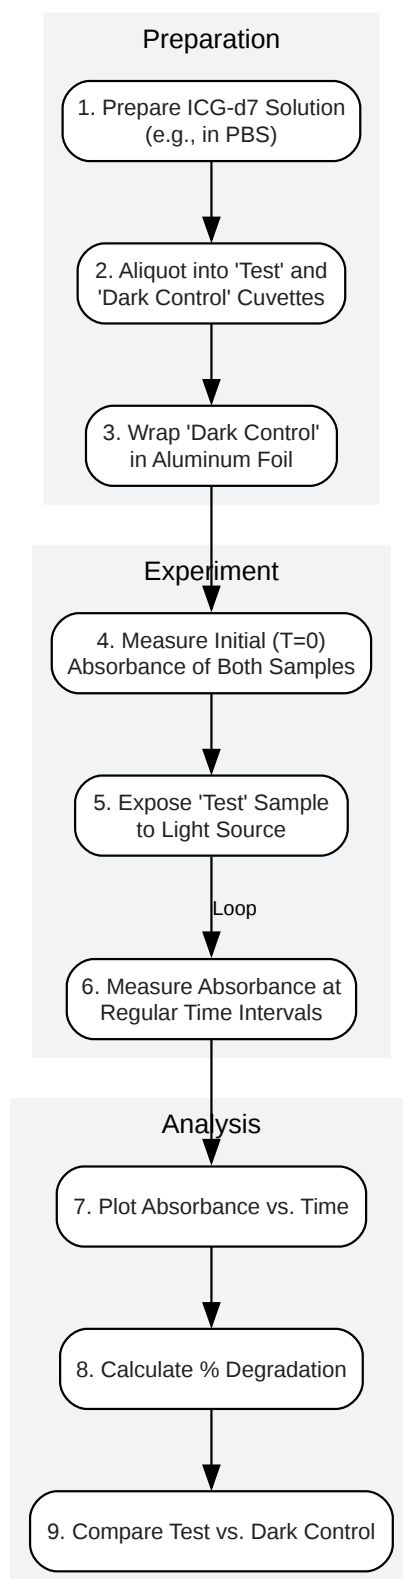 Preparation
1. Prepare ICG-d7 Solution
(e.g., in PBS)
2. Aliquot into 'Test' and
'Dark Control' Cuvettes
3. Wrap 'Dark Control'
in Aluminum Foil
Experiment
4. Measure Initial (T=0)
Absorbance of Both Samples
5. Expose 'Test' Sample
to Light Source
Loop
6. Measure Absorbance at
Regular Time Intervals
Analysis
7. Plot Absorbance vs. Time
8. Calculate % Degradation
9. Compare Test vs. Dark Control